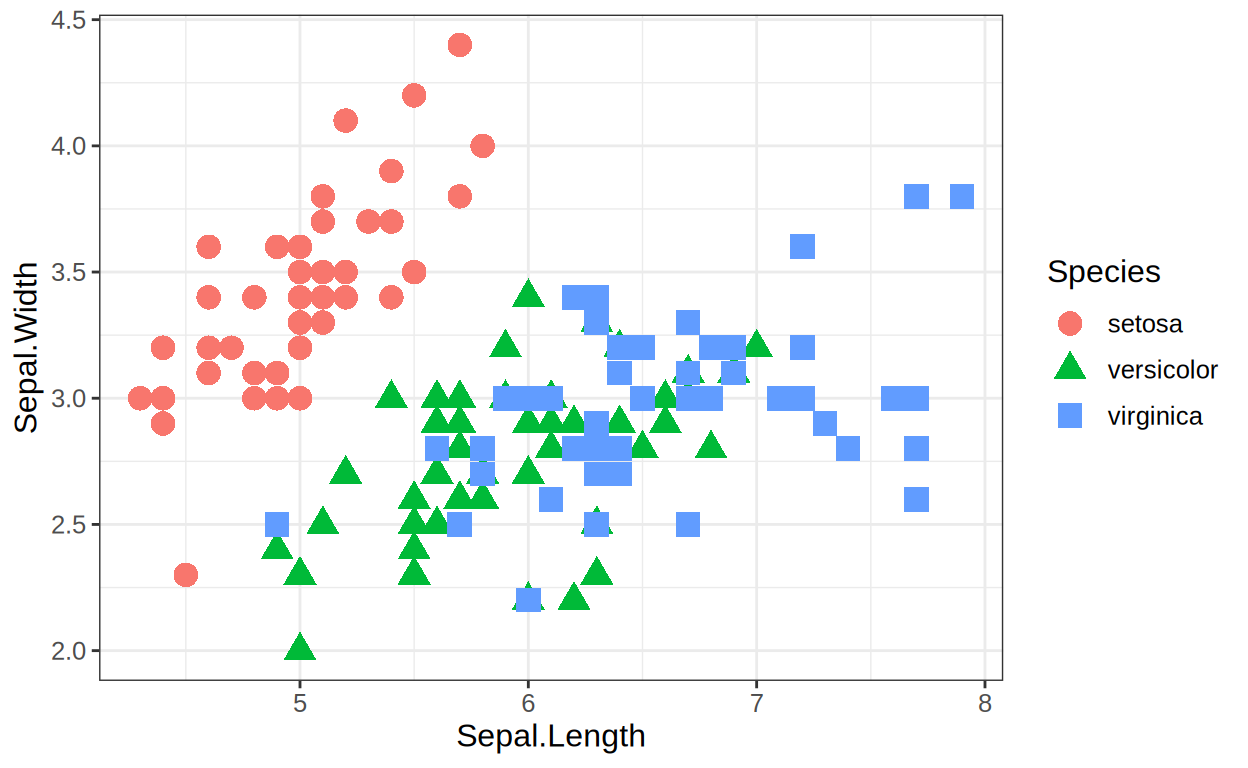 4.5
4.0
3.5
3.0
2.5
2.0
Sepal.Width
5 6 7 8
Sepal.Length
Species
setosa
versicolor
virginica